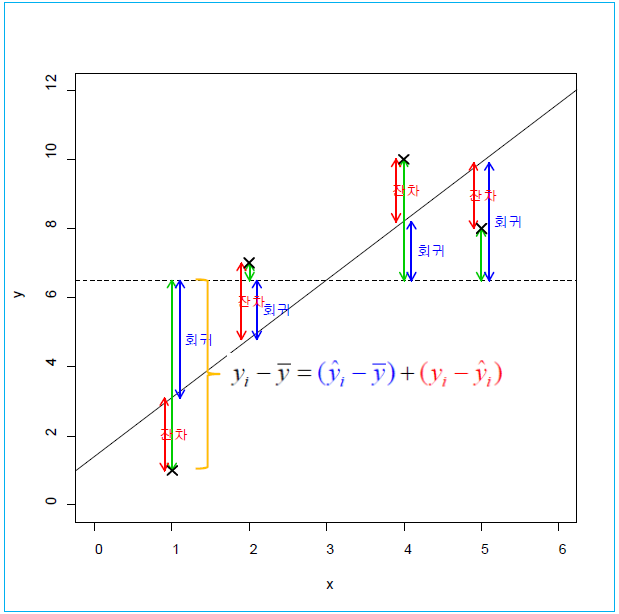 12
10
8
6
4
2
0
y
잔차
잔차
회귀
회귀
잔차
회귀
회귀
yᵢ − y̅ = (ŷᵢ − y̅) + (yᵢ − ŷᵢ)
잔차
0 1 2 3 4 5 6
x